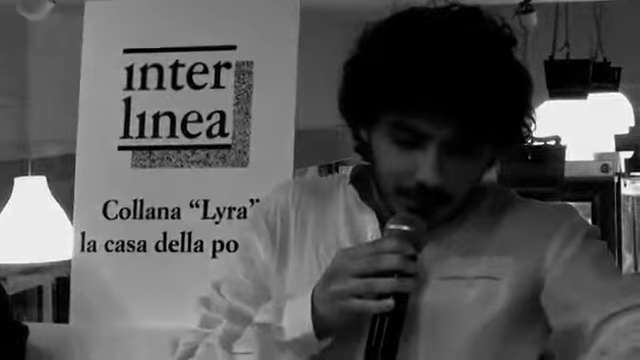 inter
linea
Collana “Lyra”
la casa della po